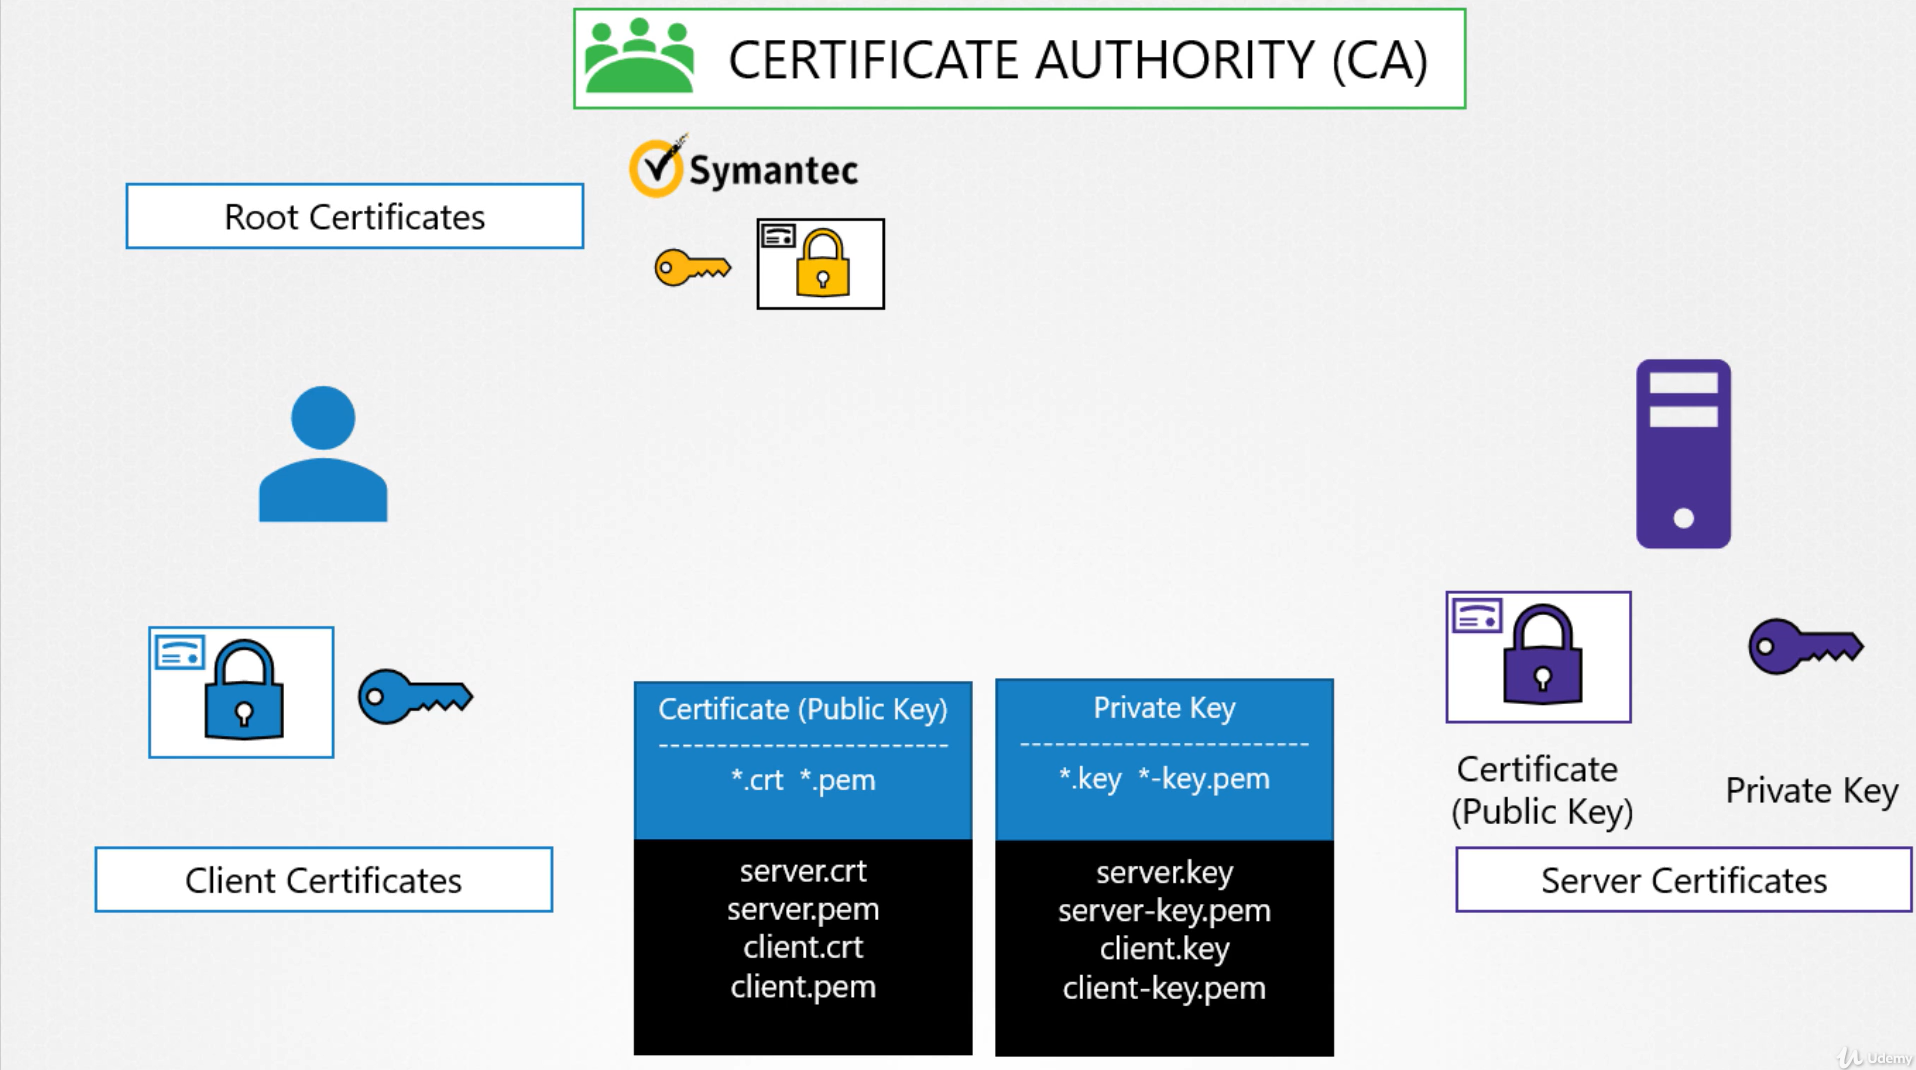 CERTIFICATE AUTHORITY (CA)
Symantec
Root Certificates
Certificate (Public Key)
-------------------------
*.crt *.pem
server.crt
server.pem
client.crt
client.pem
Private Key
-------------------------
*.key *-key.pem
server.key
server-key.pem
client.key
client-key.pem
Certificate
(Public Key)
Private Key
Client Certificates
Server Certificates
Udemy